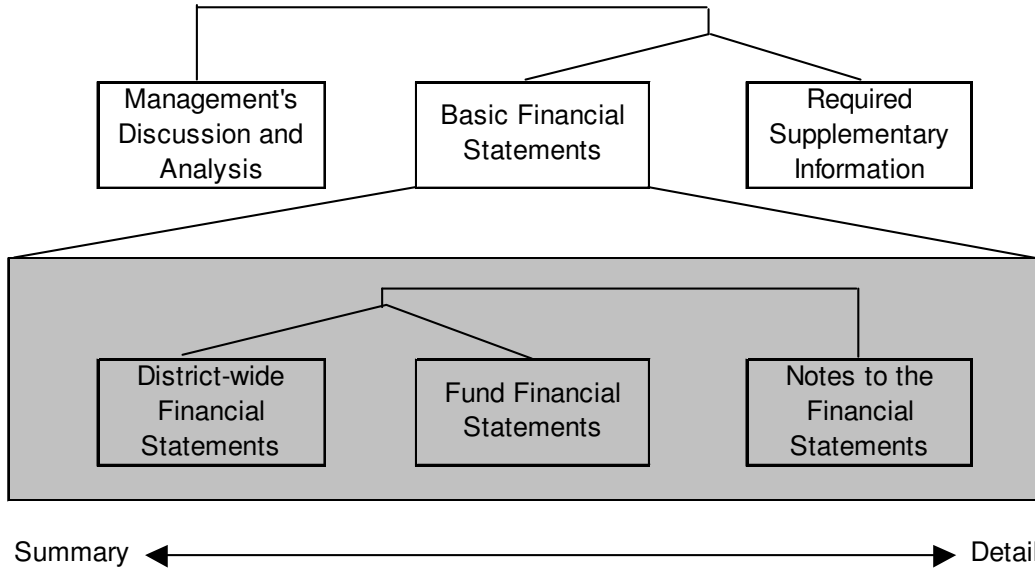 Management's
Discussion and
Analysis
Basic Financial
Statements
Required
Supplementary
Information
District-wide
Financial
Statements
Fund Financial
Statements
Notes to the
Financial
Statements
Summary
Detail